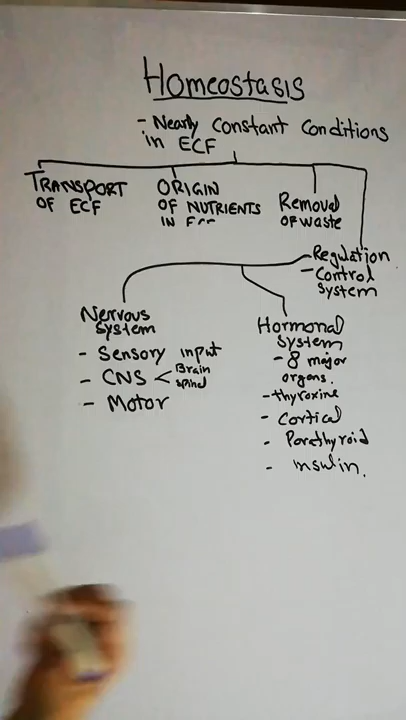 Homeostasis
- Nearly Constant Conditions
in ECF
TRANSPORT
OF ECF
ORIGIN
OF NUTRIENTS
IN
Removal
OF waste
- Regulation
- Control
system
Nervous
system
- Sensory input
- CNS < Brain
spinal
- Motor
Hormonal
system
- 8 major
organs.
- thyroxine
- Cortical
- Parathyroid
- insulin.